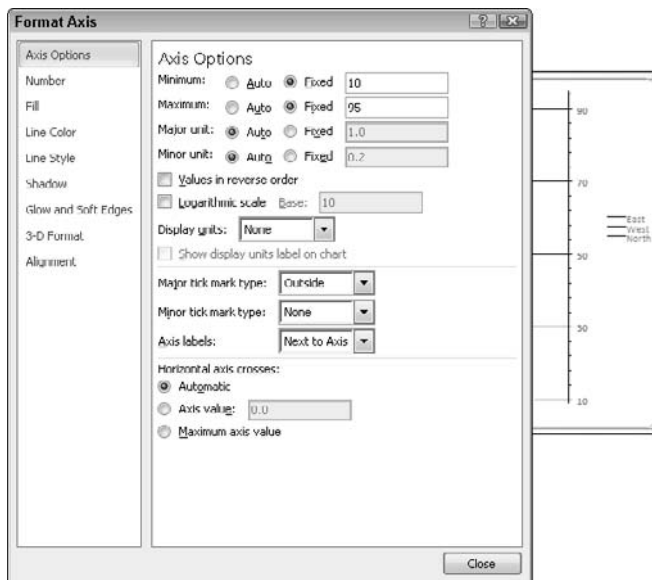 Format Axis
Axis Options
Number
Fill
Line Color
Line Style
Shadow
Glow and Soft Edges
3-D Format
Alignment
Axis Options
Minimum: Auto Fixed 10
Maximum: Auto Fixed 95
Major unit: Auto Fixed 1.0
Minor unit: Auto Fixed 0.2
Values in reverse order
Logarithmic scale Base: 10
Display units: None
Show display units label on chart
Major tick mark type: Outside
Minor tick mark type: None
Axis labels: Next to Axis
Horizontal axis crosses:
Automatic
Axis value: 0.0
Maximum axis value
Close
90
70
50
30
10
East
West
North